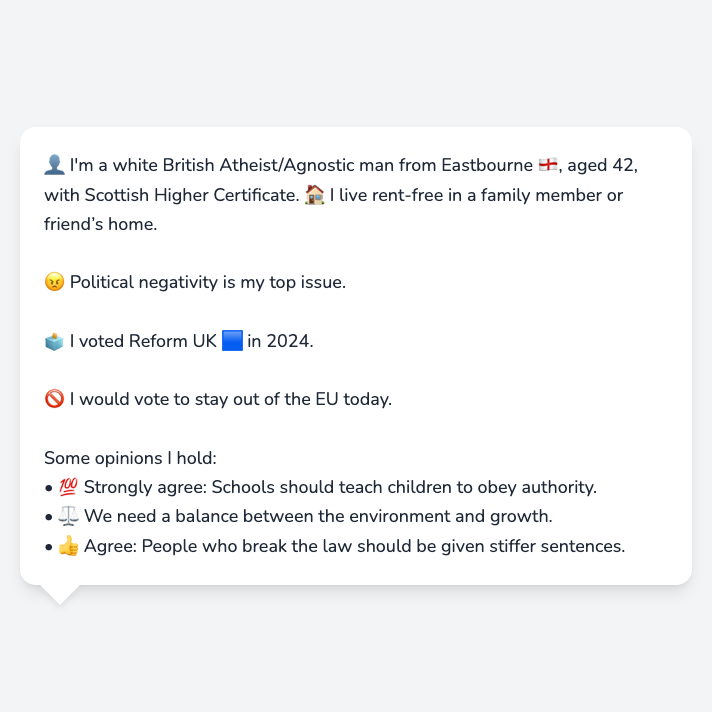 👤 I'm a white British Atheist/Agnostic man from Eastbourne 🏴󠁧󠁢󠁥󠁮󠁧󠁿, aged 42,
with Scottish Higher Certificate. 🏠 I live rent-free in a family member or
friend's home.
😠 Political negativity is my top issue.
🗳️ I voted Reform UK 🟦 in 2024.
🚫 I would vote to stay out of the EU today.
Some opinions I hold:
• 💯 Strongly agree: Schools should teach children to obey authority.
• ⚖️ We need a balance between the environment and growth.
• 👍 Agree: People who break the law should be given stiffer sentences.